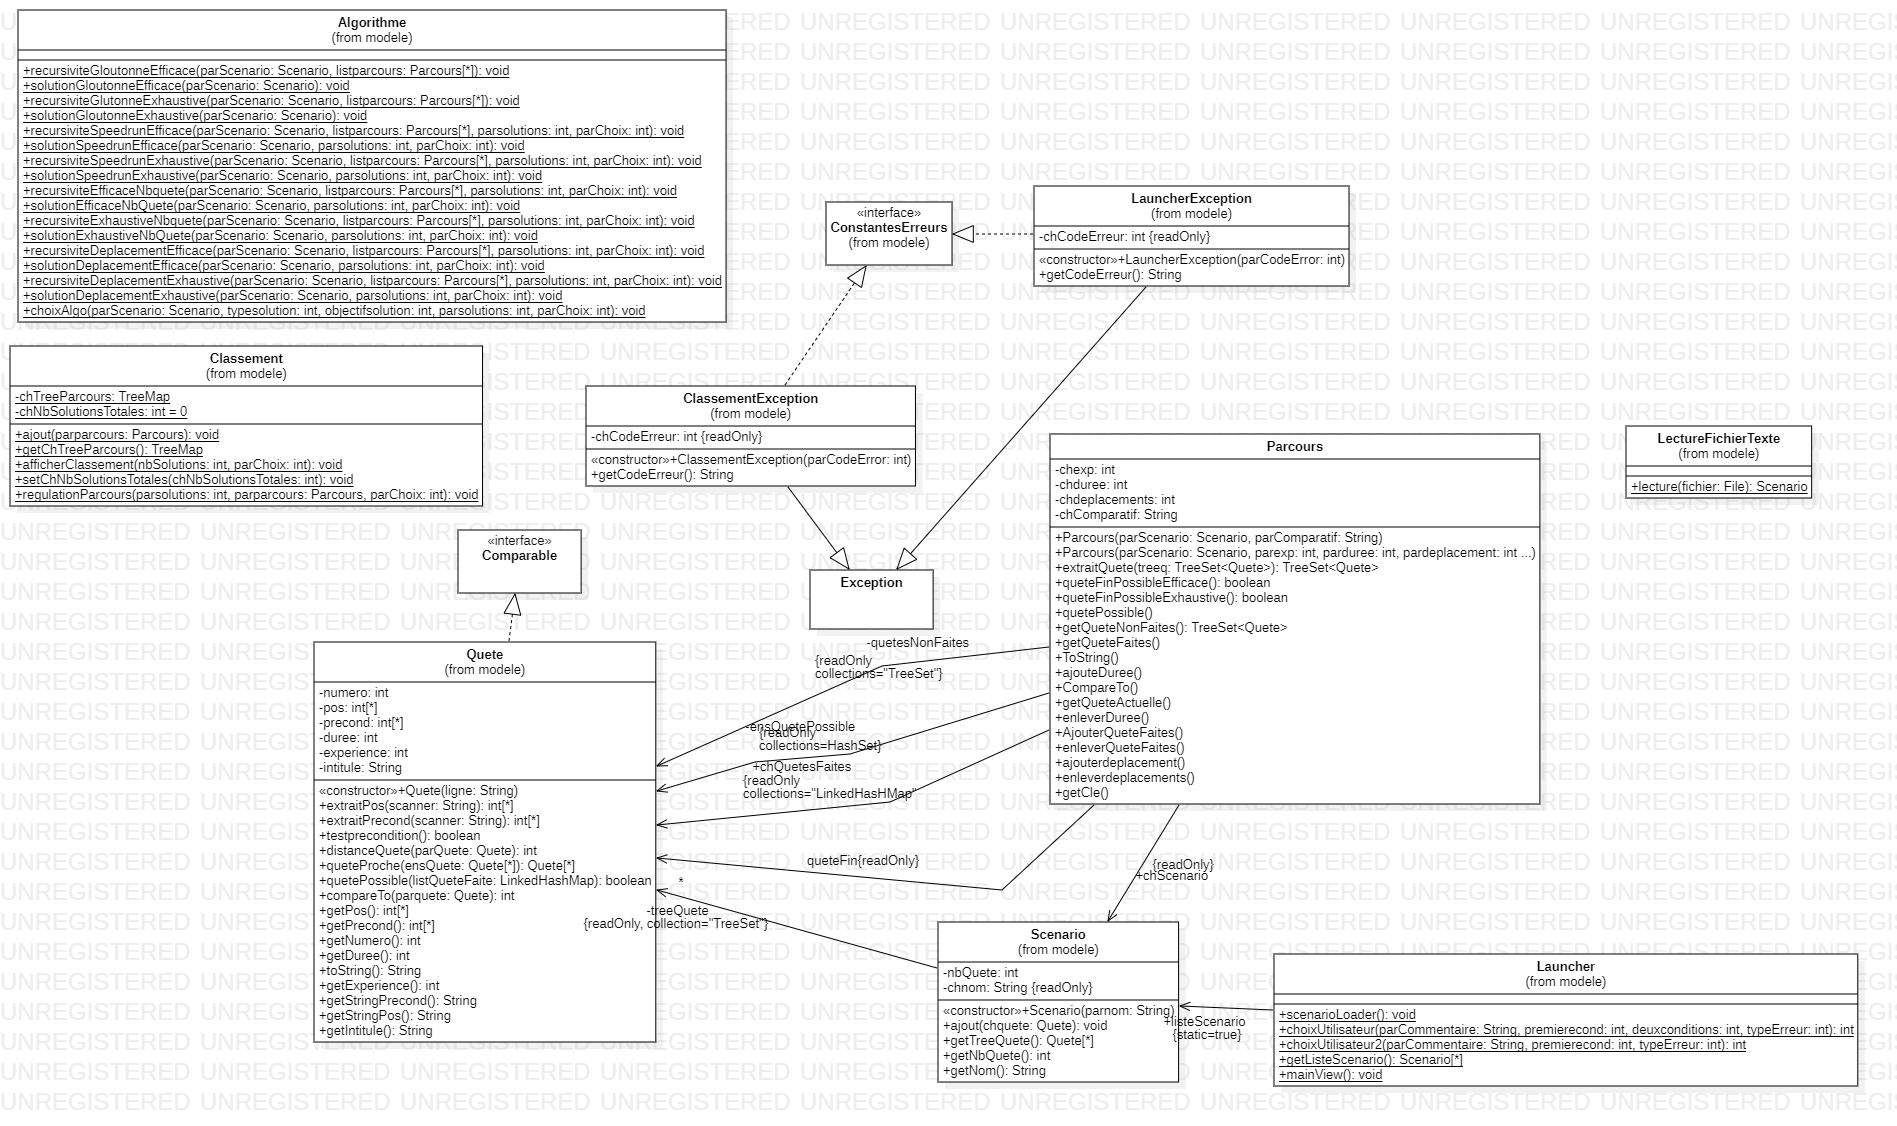 Algorithme
(from modele)
+recursiviteGloutonneEfficace(parScenario: Scenario, listparcours: Parcours[*]): void
+solutionGloutonneEfficace(parScenario: Scenario): void
+recursiviteGlutonneExhaustive(parScenario: Scenario, listparcours: Parcours[*]): void
+solutionGloutonneExhaustive(parScenario: Scenario): void
+recursiviteSpeedrunEfficace(parScenario: Scenario, listparcours: Parcours[*], parsolutions: int, parChoix: int): void
+solutionSpeedrunEfficace(parScenario: Scenario, parsolutions: int, parChoix: int): void
+recursiviteSpeedrunExhaustive(parScenario: Scenario, listparcours: Parcours[*], parsolutions: int, parChoix: int): void
+solutionSpeedrunExhaustive(parScenario: Scenario, parsolutions: int, parChoix: int): void
+recursiviteEfficaceNbquete(parScenario: Scenario, listparcours: Parcours[*], parsolutions: int, parChoix: int): void
+solutionEfficaceNbQuete(parScenario: Scenario, parsolutions: int, parChoix: int): void
+recursiviteExhaustiveNbquete(parScenario: Scenario, listparcours: Parcours[*], parsolutions: int, parChoix: int): void
+solutionExhaustiveNbQuete(parScenario: Scenario, parsolutions: int, parChoix: int): void
+recursiviteDeplacementEfficace(parScenario: Scenario, listparcours: Parcours[*], parsolutions: int, parChoix: int): void
+solutionDeplacementEfficace(parScenario: Scenario, parsolutions: int, parChoix: int): void
+recursiviteDeplacementExhaustive(parScenario: Scenario, listparcours: Parcours[*], parsolutions: int, parChoix: int): void
+solutionDeplacementExhaustive(parScenario: Scenario, parsolutions: int, parChoix: int): void
+choixAlgo(parScenario: Scenario, typesolution: int, objectifsolution: int, parsolutions: int, parChoix: int): void
«interface»
ConstantesErreurs
(from modele)
LauncherException
(from modele)
-chCodeErreur: int {readOnly}
«constructor»+LauncherException(parCodeError: int)
+getCodeErreur(): String
Classement
(from modele)
-chTreeParcours: TreeMap
-chNbSolutionsTotales: int = 0
+ajout(parparcours: Parcours): void
+getChTreeParcours(): TreeMap
+afficherClassement(nbSolutions: int, parChoix: int): void
+setChNbSolutionsTotales(chNbSolutionsTotales: int): void
+regulationParcours(parsolutions: int, parparcours: Parcours, parChoix: int): void
ClassementException
(from modele)
-chCodeErreur: int {readOnly}
«constructor»+ClassementException(parCodeError: int)
+getCodeErreur(): String
Parcours
-chexp: int
-chduree: int
-chdeplacements: int
-chComparatif: String
+Parcours(parScenario: Scenario, parComparatif: String)
+Parcours(parScenario: Scenario, parexp: int, parduree: int, pardeplacement: int ...)
+extraitQuete(treeq: TreeSet<Quete>): TreeSet<Quete>
+queteFinPossibleEfficace(): boolean
+queteFinPossibleExhaustive(): boolean
+quetePossible()
+getQueteNonFaites(): TreeSet<Quete>
+getQueteFaites()
+ToString()
+ajouteDuree()
+CompareTo()
+getQueteActuelle()
+enleverDuree()
+AjouterQueteFaites()
+enleverQueteFaites()
+ajouterdeplacement()
+enleverdeplacements()
+getCle()
LectureFichierTexte
(from modele)
+lecture(fichier: File): Scenario
«interface»
Comparable
Exception
Quete
(from modele)
-numero: int
-pos: int[*]
-precond: int[*]
-duree: int
-experience: int
-intitule: String
«constructor»+Quete(ligne: String)
+extraitPos(scanner: String): int[*]
+extraitPrecond(scanner: String): int[*]
+testprecondition(): boolean
+distanceQuete(parQuete: Quete): int
+queteProche(ensQuete: Quete[*]): Quete[*]
+quetePossible(listQueteFaite: LinkedHashMap): boolean
+compareTo(parquete: Quete): int
+getPos(): int[*]
+getPrecond(): int[*]
+getNumero(): int
+getDuree(): int
+toString(): String
+getExperience(): int
+getStringPrecond(): String
+getStringPos(): String
+getIntitule(): String
-quetesNonFaites
{readOnly
collections="TreeSet"}
-ensQuetePossible
{readOnly
collections=HashSet}
+chQuetesFaites
{readOnly
collections="LinkedHasHMap"
queteFin{readOnly}
*
-treeQuete
{readOnly, collection="TreeSet"}
{readOnly}
+chScenario
Scenario
(from modele)
-nbQuete: int
-chnom: String {readOnly}
«constructor»+Scenario(parnom: String)
+ajout(chquete: Quete): void
+getTreeQuete(): Quete[*]
+getNbQuete(): int
+getNom(): String
+listeScenario
{static=true}
Launcher
(from modele)
+scenarioLoader(): void
+choixUtilisateur(parCommentaire: String, premierecond: int, deuxconditions: int, typeErreur: int): int
+choixUtilisateur2(parCommentaire: String, premierecond: int, typeErreur: int): int
+getListeScenario(): Scenario[*]
+mainView(): void
UNREGISTERED